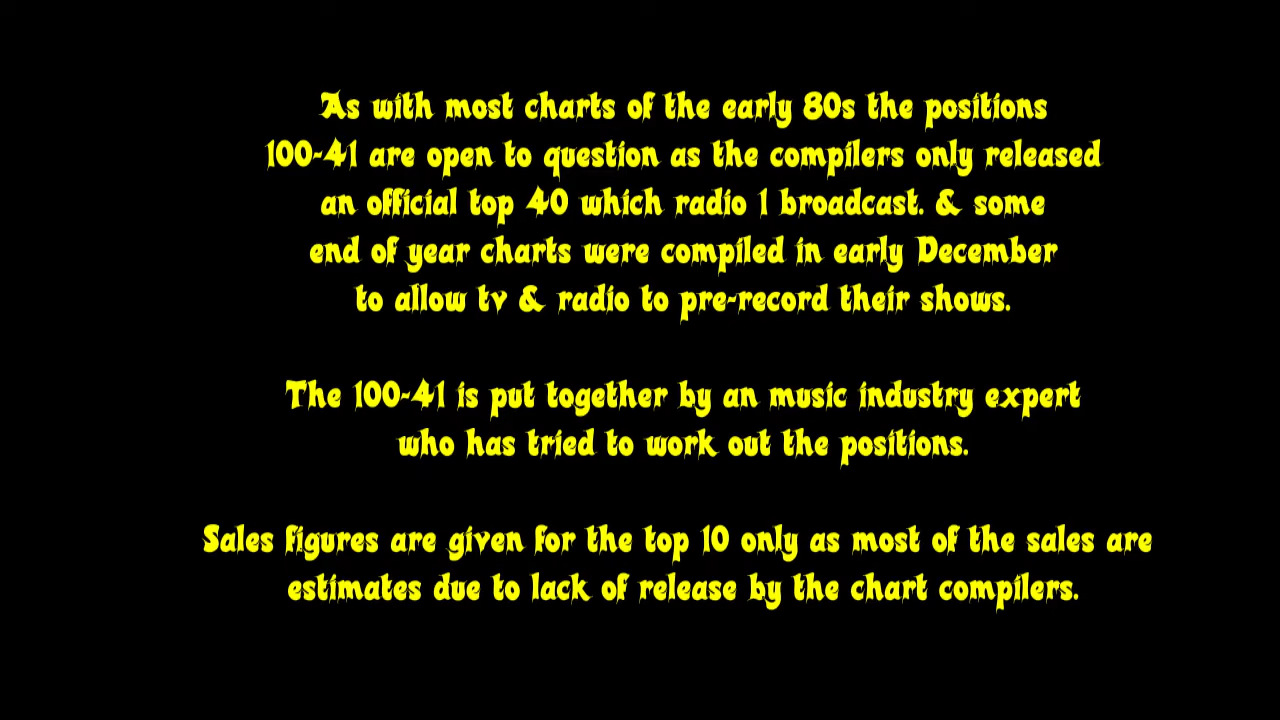 As with most charts of the early 80s the positions
100-41 are open to question as the compilers only released
an official top 40 which radio 1 broadcast. & some
end of year charts were compiled in early December
to allow tv & radio to pre-record their shows.
The 100-41 is put together by an music industry expert
who has tried to work out the positions.
Sales figures are given for the top 10 only as most of the sales are
estimates due to lack of release by the chart compilers.